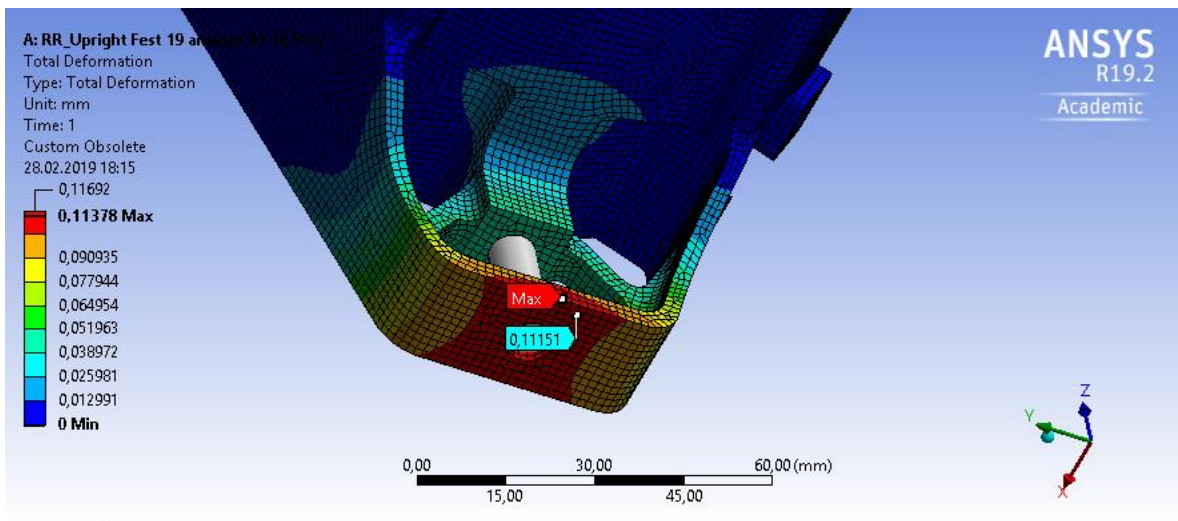 A: RR_Upright Fest 19 a
Total Deformation
Type: Total Deformation
Unit: mm
Time: 1
Custom Obsolete
28.02.2019 18:15
0,11692
0,11378 Max
0,090935
0,077944
0,064954
0,051963
0,038972
0,025981
0,012991
0 Min
Max
0,11151
ANSYS
R19.2
Academic
0,00 30,00 60,00 (mm)
15,00 45,00
Z
Y
X